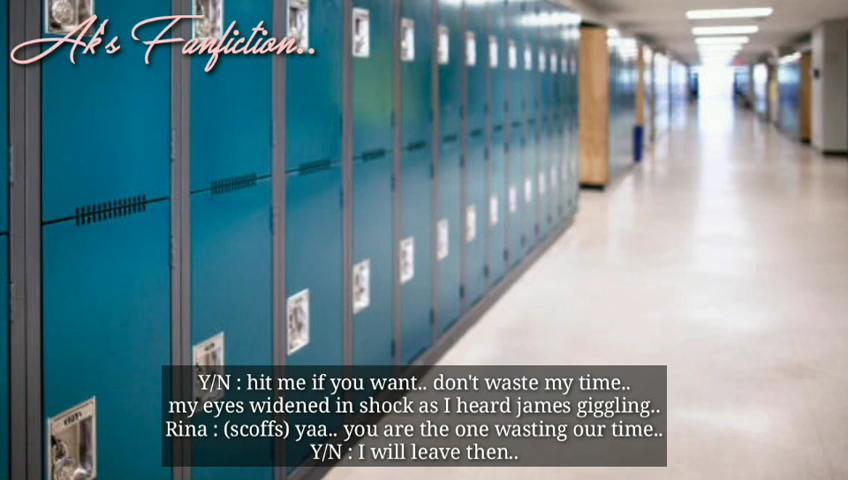 Ak's Fanfiction..
Y/N : hit me if you want.. don't waste my time..
my eyes widened in shock as I heard james giggling..
Rina : (scoffs) yaa.. you are the one wasting our time..
Y/N : I will leave then..